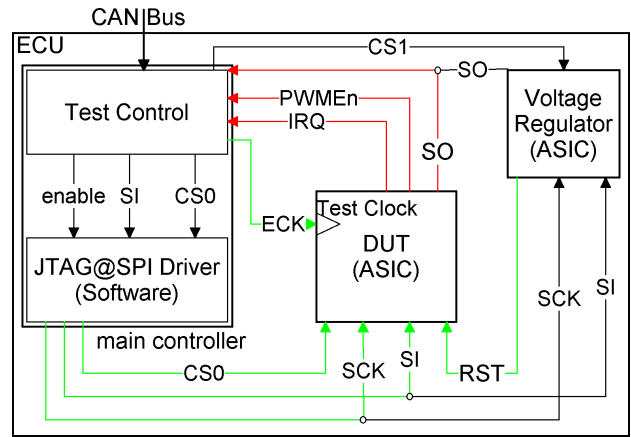 CAN Bus
ECU
CS1
SO
Test Control
PWMEn
IRQ
SO
Voltage
Regulator
(ASIC)
enable
SI
CS0
ECK
Test Clock
DUT
(ASIC)
JTAG@SPI Driver
(Software)
main controller
CS0
SCK
SI
RST
SCK
SI